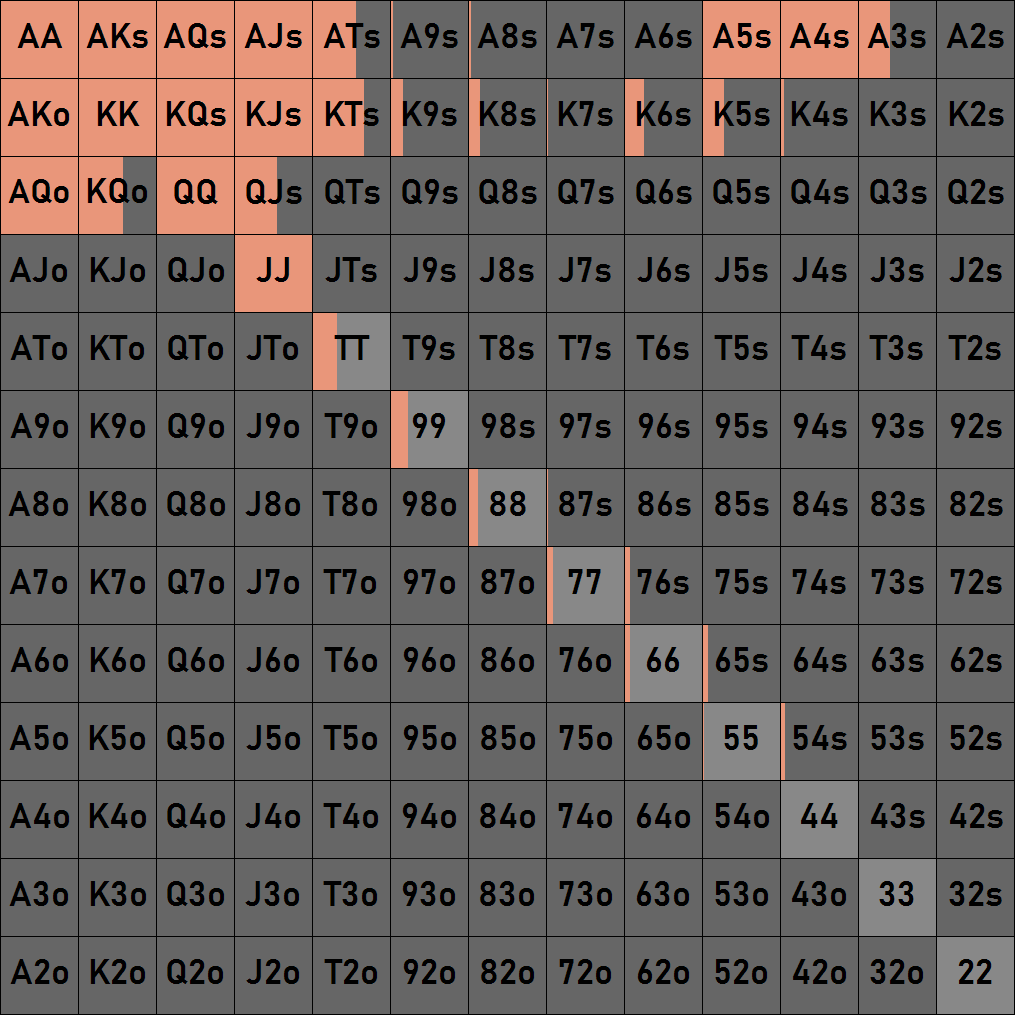 AA AKs AQs AJs ATs A9s A8s A7s A6s A5s A4s A3s A2s
AKo KK KQs KJs KTs K9s K8s K7s K6s K5s K4s K3s K2s
AQo KQo QQ QJs QTs Q9s Q8s Q7s Q6s Q5s Q4s Q3s Q2s
AJo KJo QJo JJ JTs J9s J8s J7s J6s J5s J4s J3s J2s
ATo KTo QTo JTo TT T9s T8s T7s T6s T5s T4s T3s T2s
A9o K9o Q9o J9o T9o 99 98s 97s 96s 95s 94s 93s 92s
A8o K8o Q8o J8o T8o 98o 88 87s 86s 85s 84s 83s 82s
A7o K7o Q7o J7o T7o 97o 87o 77 76s 75s 74s 73s 72s
A6o K6o Q6o J6o T6o 96o 86o 76o 66 65s 64s 63s 62s
A5o K5o Q5o J5o T5o 95o 85o 75o 65o 55 54s 53s 52s
A4o K4o Q4o J4o T4o 94o 84o 74o 64o 54o 44 43s 42s
A3o K3o Q3o J3o T3o 93o 83o 73o 63o 53o 43o 33 32s
A2o K2o Q2o J2o T2o 92o 82o 72o 62o 52o 42o 32o 22